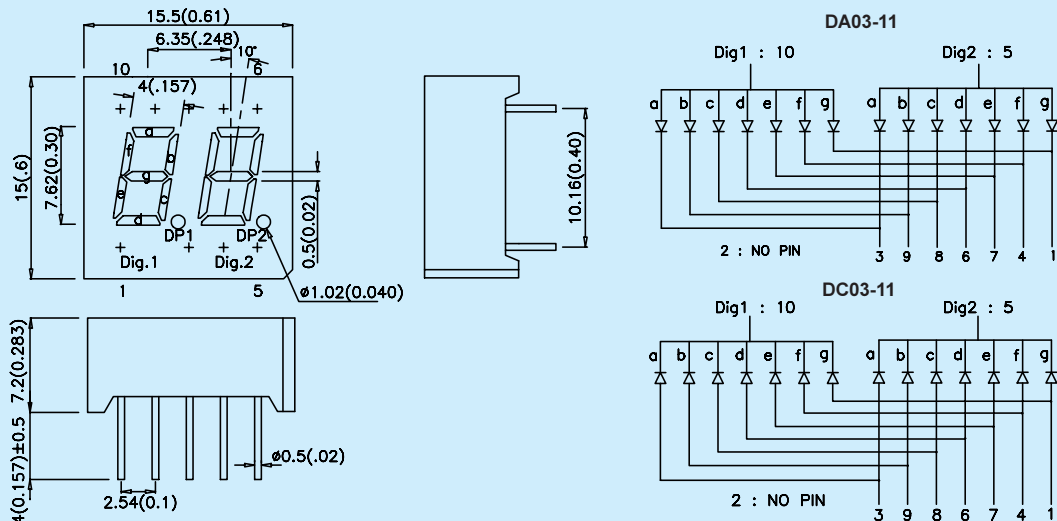 15.5(0.61)
6.35(.248)
10°
10 6
4(.157)
15(.6)
7.62(0.30)
a
f b
g
e c
d
DP1 DP2
Dig.1 Dig.2
1 5
0.5(0.02)
ø1.02(0.040)
10.16(0.40)
7.2(0.283)
4(0.157)±0.5
2.54(0.1)
ø0.5(.02)
DA03-11
Dig1 : 10 Dig2 : 5
a b c d e f g a b c d e f g
2 : NO PIN
3 9 8 6 7 4 1
DC03-11
Dig1 : 10 Dig2 : 5
a b c d e f g a b c d e f g
2 : NO PIN
3 9 8 6 7 4 1